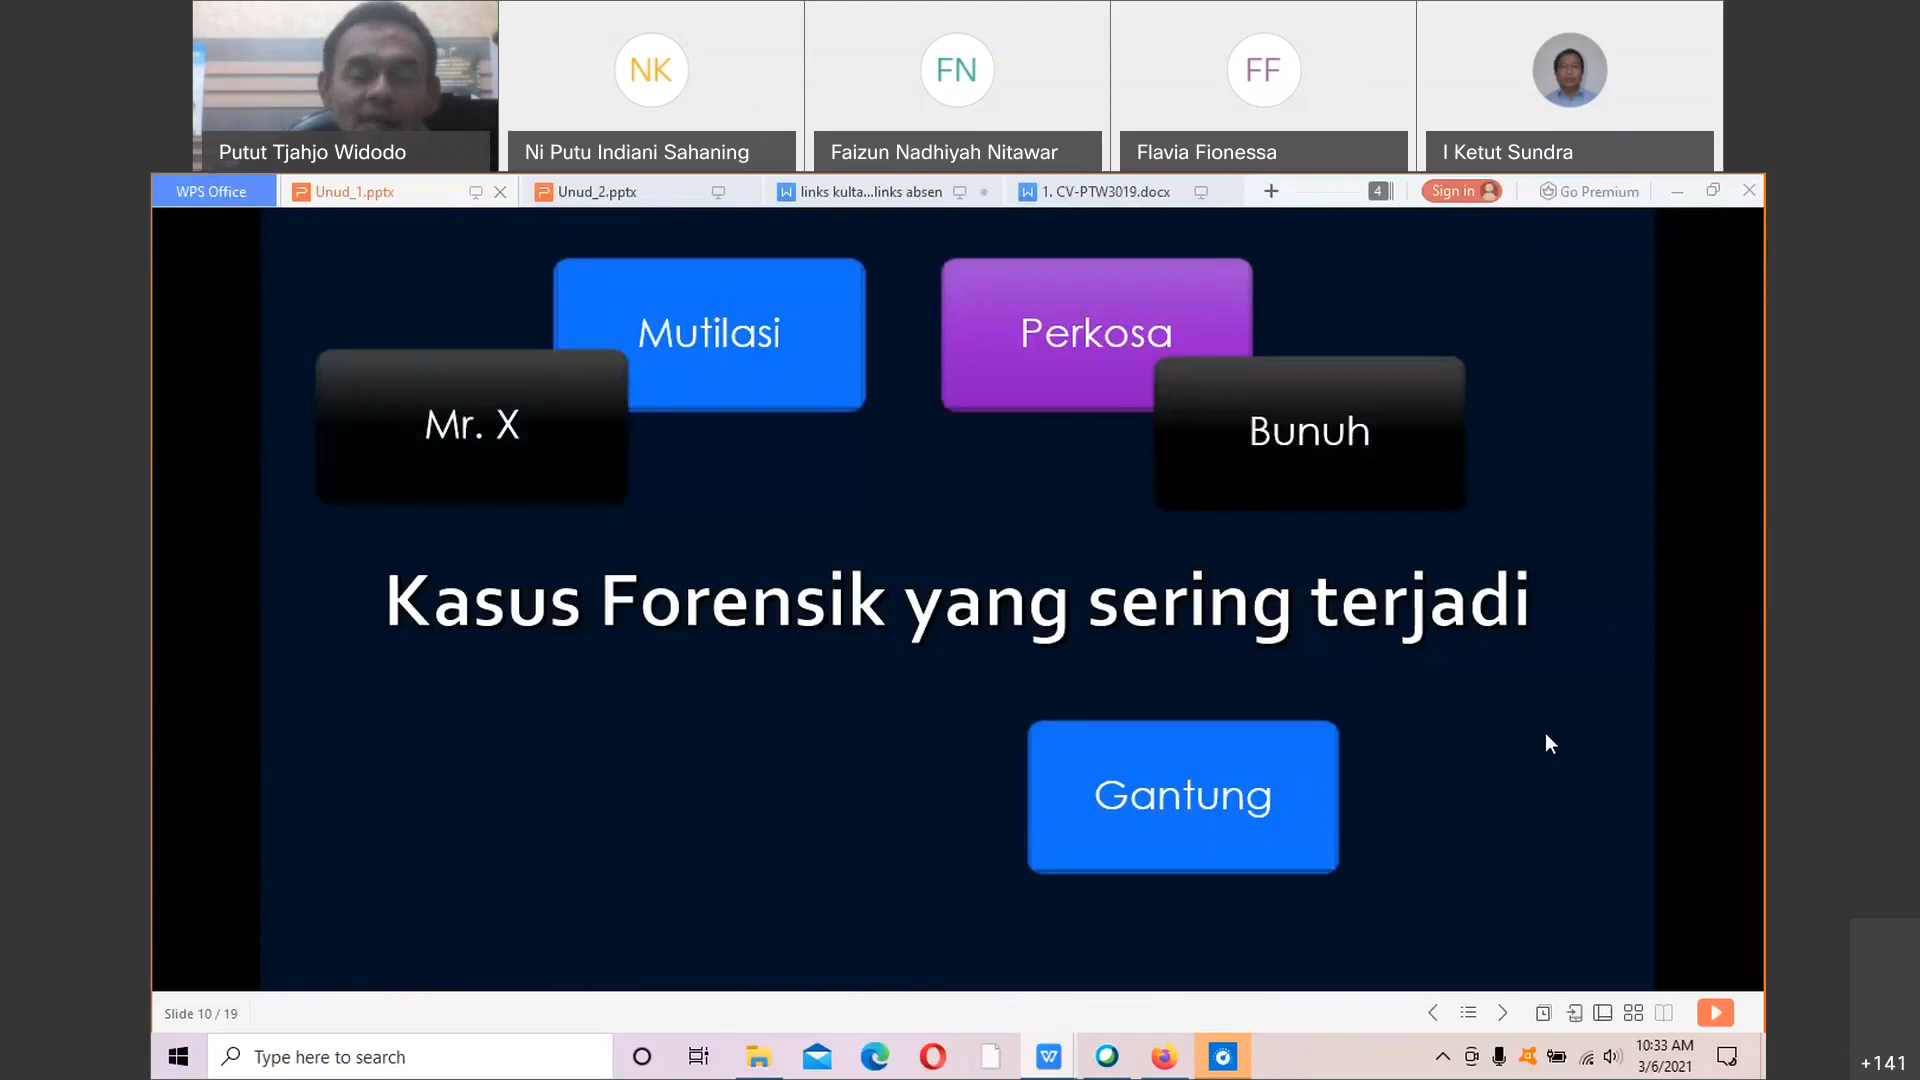 NK
FN
FF
Putut Tjahjo Widodo
Ni Putu Indiani Sahaning
Faizun Nadhiyah Nitawar
Flavia Fionessa
I Ketut Sundra
WPS Office
Unud_1.pptx
Unud_2.pptx
links kulta...links absen
1. CV-PTW3019.docx
4
Sign in
Go Premium
Mutilasi
Perkosa
Mr. X
Bunuh
Kasus Forensik yang sering terjadi
Gantung
Slide 10 / 19
Type here to search
10:33 AM
3/6/2021
+141